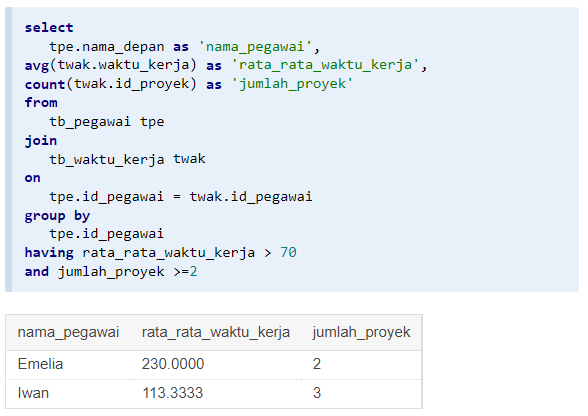 select
tpe.nama_depan as 'nama_pegawai',
avg(twak.waktu_kerja) as 'rata_rata_waktu_kerja',
count(twak.id_proyek) as 'jumlah_proyek'
from
tb_pegawai tpe
join
tb_waktu_kerja twak
on
tpe.id_pegawai = twak.id_pegawai
group by
tpe.id_pegawai
having rata_rata_waktu_kerja > 70
and jumlah_proyek >=2
nama_pegawai rata_rata_waktu_kerja jumlah_proyek
Emelia 230.0000 2
Iwan 113.3333 3